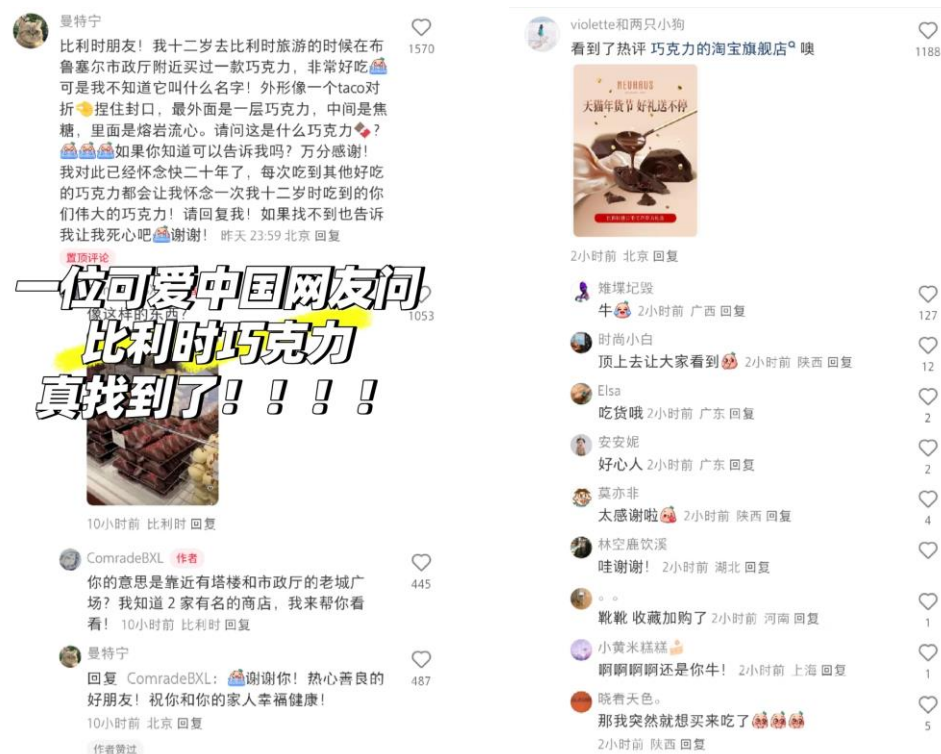 曼特宁
比利时朋友！我十二岁去比利时旅游的时候在布
鲁塞尔市政厅附近买过一款巧克力，非常好吃
可是我不知道它叫什么名字！外形像一个taco对
折捏住封口，最外面是一层巧克力，中间是焦
糖，里面是熔岩流心。请问这是什么巧克力？
如果你知道可以告诉我吗？万分感谢！
我对此已经怀念快二十年了，每次吃到其他好吃
的巧克力都会让我怀念一次我十二岁时吃到的你
们伟大的巧克力！请回复我！如果找不到也告诉
我让我死心吧谢谢！ 昨天 23:59 北京 回复
1570
置顶评论
一位可爱中国网友问
像这样的东西？
1053
比利时巧克力
真找到了！！！！
10小时前 比利时 回复
ComradeBXL 作者
你的意思是靠近有塔楼和市政厅的老城广
场？我知道 2 家有名的商店，我来帮你看
看！ 10小时前 比利时 回复
445
曼特宁
回复 ComradeBXL：谢谢你！热心善良的
好朋友！祝你和你的家人幸福健康！
487
10小时前 北京 回复
作者赞过
violette和两只小狗
看到了热评 巧克力的淘宝旗舰店 噢
1188
NEUHAUS
天猫年货节 好礼送不停
2小时前 北京 回复
雉堞圮毁
牛 2小时前 广西 回复
127
时尚小白
顶上去让大家看到 2小时前 陕西 回复
12
Elsa
吃货哦 2小时前 广东 回复
2
安安妮
好心人 2小时前 广东 回复
2
莫亦非
太感谢啦 2小时前 陕西 回复
4
林空鹿饮溪
哇谢谢！ 2小时前 湖北 回复
。。
靴靴 收藏加购了 2小时前 河南 回复
1
小黄米糕糕
啊啊啊啊还是你牛！ 2小时前 上海 回复
1
晓看天色。
那我突然就想买来吃了
5
2小时前 陕西 回复